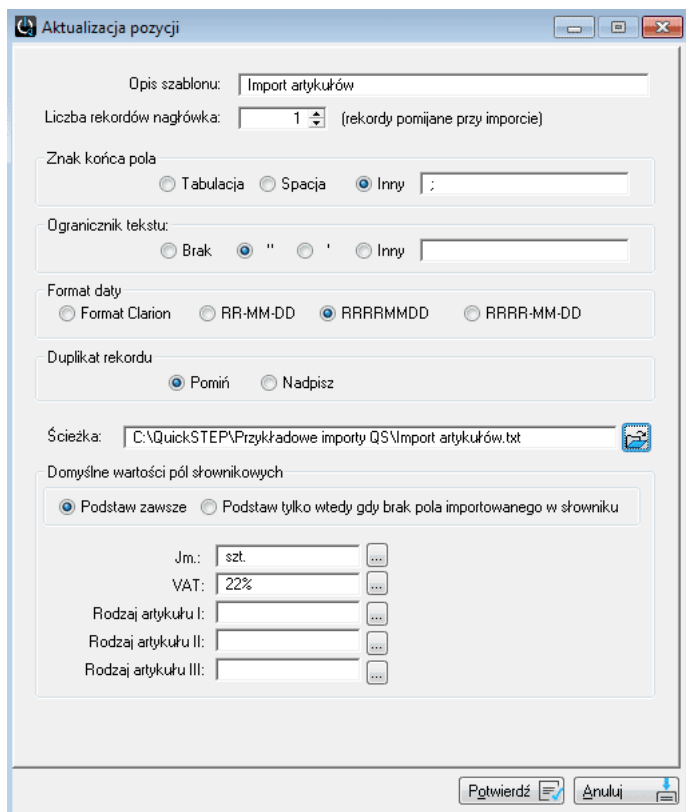 Aktualizacja pozycji
Opis szablonu: Import artykułów
Liczba rekordów nagłówka: 1 (rekordy pomijane przy imporcie)
Znak końca pola
Tabulacja Spacja Inny ;
Ogranicznik tekstu:
Brak " ' Inny
Format daty
Format Clarion RR-MM-DD RRRRMMDD RRRR-MM-DD
Duplikat rekordu
Pomiń Nadpisz
Ścieżka: C:\QuickSTEP\Przykładowe importy QS\Import artykułów.txt
Domyślne wartości pól słownikowych
Podstaw zawsze Podstaw tylko wtedy gdy brak pola importowanego w słowniku
Jm.: szt. ...
VAT: 22% ...
Rodzaj artykułu I: ...
Rodzaj artykułu II: ...
Rodzaj artykułu III: ...
Potwierdź Anuluj